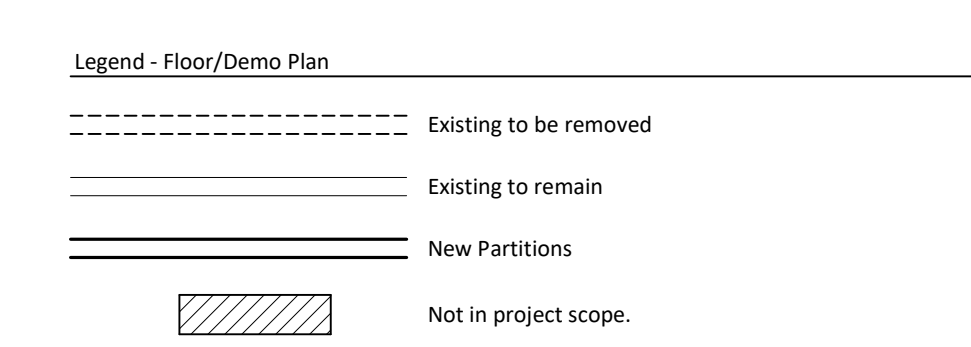 Legend - Floor/Demo Plan
Existing to be removed
Existing to remain
New Partitions
Not in project scope.